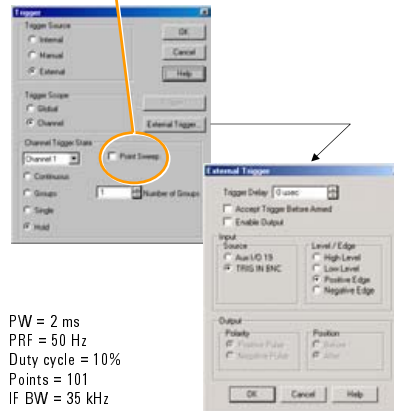 Trigger
Trigger Source
Internal
Manual
External
OK
Cancel
Help
Trigger Scope
Global
Channel
External Trigger...
Channel Trigger State
Channel 1
Point Sweep
Continuous
Groups
1
Number of Groups
Single
Hold
External Trigger
Trigger Delay
0 usec
Accept Trigger Before Armed
Enable Output
Input
Source
Aux I/O 19
TRIG IN BNC
Level / Edge
High Level
Low Level
Positive Edge
Negative Edge
Output
Polarity
Positive Pulse
Negative Pulse
Position
Before
After
OK Cancel Help
PW = 2 ms
PRF = 50 Hz
Duty cycle = 10%
Points = 101
IF BW = 35 kHz